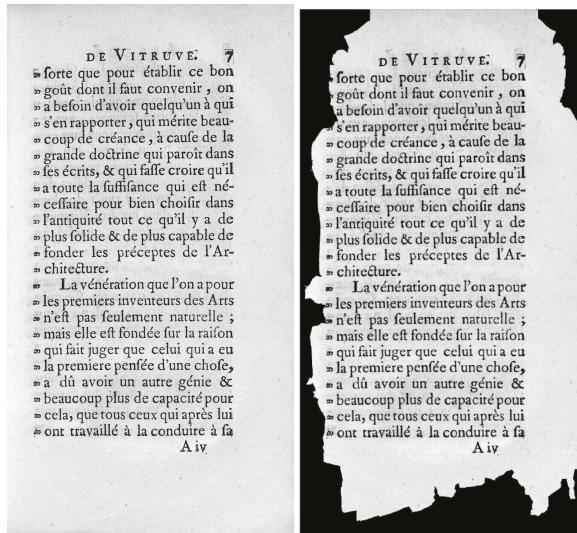 DE VITRUVE. 7
» ſorte que pour établir ce bon
» goût dont il faut convenir, on
» a beſoin d'avoir quelqu'un à qui
» s'en rapporter, qui mérite beau-
» coup de créance, à cauſe de la
» grande doctrine qui paroît dans
» ſes écrits, & qui faſſe croire qu'il
» a toute la ſuffiſance qui eſt né-
» ceſſaire pour bien choiſir dans
» l'antiquité tout ce qu'il y a de
» plus ſolide & de plus capable de
» fonder les préceptes de l'Ar-
» chitecture.
» La vénération que l'on a pour
» les premiers inventeurs des Arts
» n'eſt pas ſeulement naturelle ;
» mais elle eſt fondée ſur la raiſon
» qui fait juger que celui qui a eu
» la premiere penſée d'une choſe,
» a dû avoir un autre génie &
» beaucoup plus de capacité pour
» cela, que tous ceux qui après lui
» ont travaillé à la conduire à ſa
A iv
DE VITRUVE. 7
» ſorte que pour établir ce bon
» goût dont il faut convenir, on
a beſoin d'avoir quelqu'un à qui
» s'en rapporter, qui mérite beau-
» coup de créance, à cauſe de la
» grande doctrine qui paroît dans
» ſes écrits, & qui faſſe croire qu'il
» a toute la ſuffiſance qui eſt né-
» ceſſaire pour bien choiſir dans
» l'antiquité tout ce qu'il y a de
» plus ſolide & de plus capable de
» fonder les préceptes de l'Ar-
» chitecture.
» La vénération que l'on a pour
» les premiers inventeurs des Arts
» n'eſt pas ſeulement naturelle ;
» mais elle eſt fondée ſur la raiſon
» qui fait juger que celui qui a eu
» la premiere penſée d'une choſe,
» a dû avoir un autre génie &
» beaucoup plus de capacité pour
» cela, que tous ceux qui après lui
» ont travaillé à la conduire à ſa
A iv